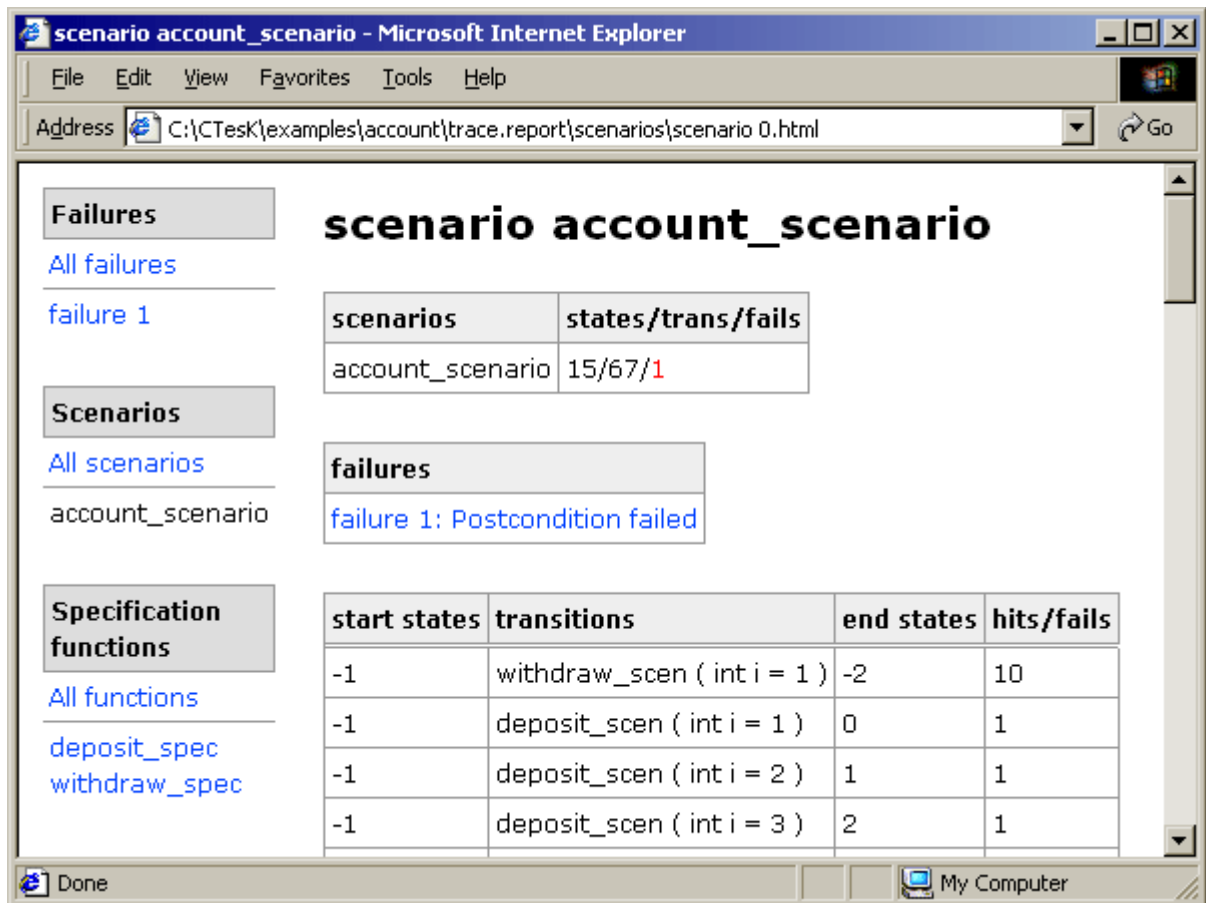 scenario account_scenario - Microsoft Internet Explorer
File Edit View Favorites Tools Help
Address C:\CTesK\examples\account\trace.report\scenarios\scenario 0.html Go
Failures
All failures
failure 1
Scenarios
All scenarios
account_scenario
Specification
functions
All functions
deposit_spec
withdraw_spec
scenario account_scenario
scenarios states/trans/fails
account_scenario 15/67/1
failures
failure 1: Postcondition failed
start states transitions end states hits/fails
-1 withdraw_scen ( int i = 1 ) -2 10
-1 deposit_scen ( int i = 1 ) 0 1
-1 deposit_scen ( int i = 2 ) 1 1
-1 deposit_scen ( int i = 3 ) 2 1
Done My Computer